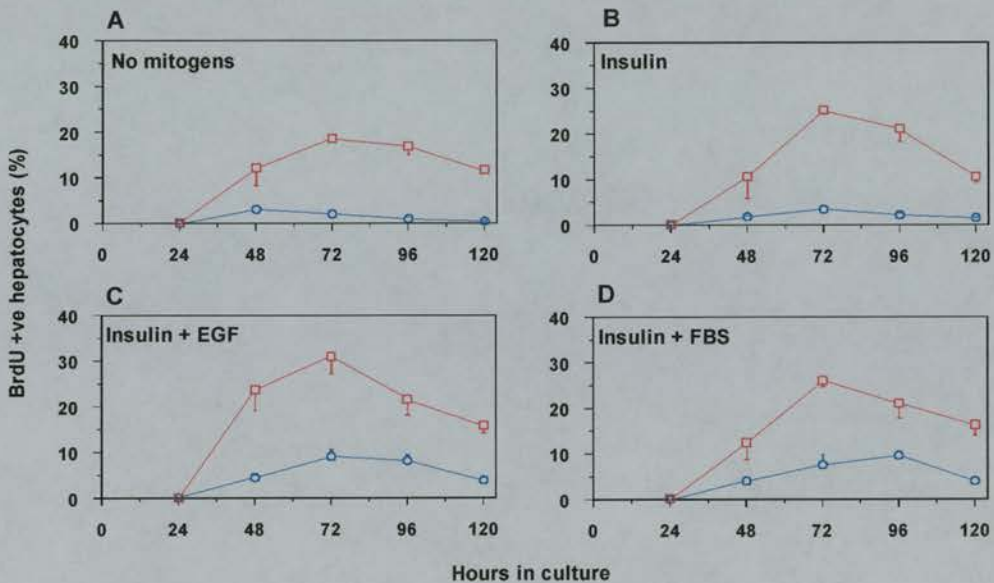 A
B
No mitogens
Insulin
40
30
20
10
0
0 24 48 72 96 120
40
30
20
10
0
0 24 48 72 96 120
C
D
Insulin + EGF
Insulin + FBS
40
30
20
10
0
0 24 48 72 96 120
40
30
20
10
0
0 24 48 72 96 120
BrdU +ve hepatocytes (%)
Hours in culture